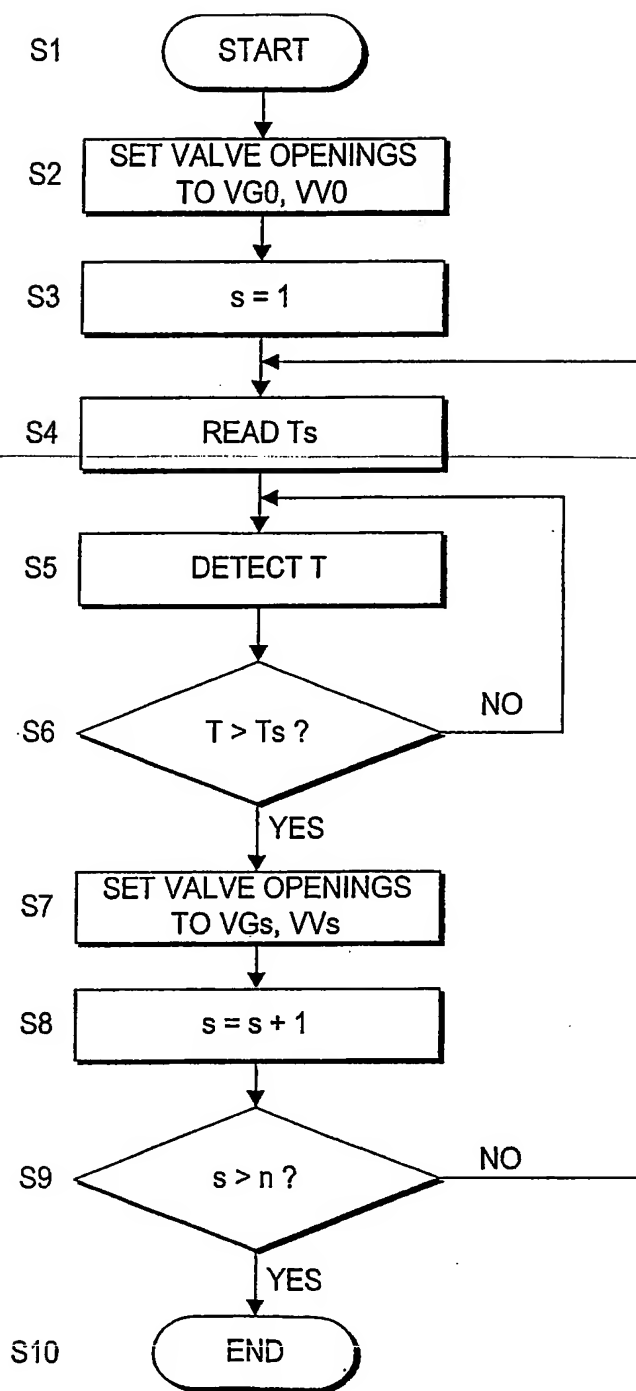 S1 START
S2 SET VALVE OPENINGS
TO VG0, VV0
S3 s = 1
S4 READ Ts
S5 DETECT T
S6 T > Ts ? NO
YES
S7 SET VALVE OPENINGS
TO VGs, VVs
S8 s = s + 1
S9 s > n ? NO
YES
S10 END